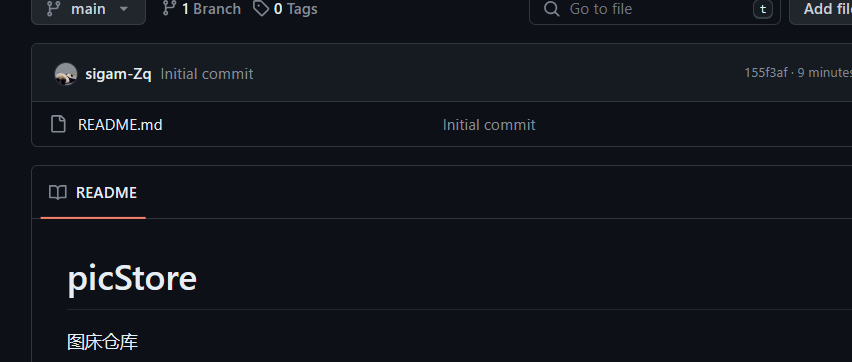 main 1 Branch 0 Tags Go to file t Add file
sigam-Zq Initial commit 155f3af · 9 minutes
README.md Initial commit
README
picStore
图床仓库